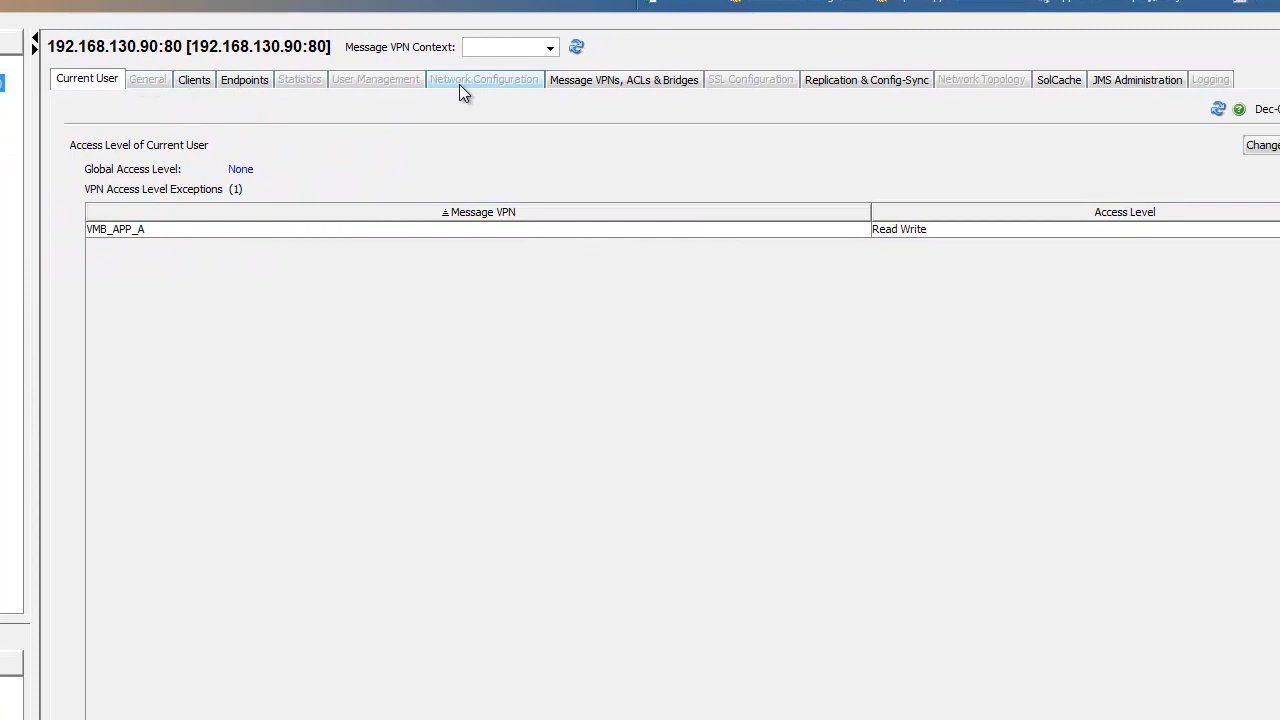 192.168.130.90:80 [192.168.130.90:80] Message VPN Context:
Current User General Clients Endpoints Statistics User Management Network Configuration Message VPNs, ACLs & Bridges SSL Configuration Replication & Config-Sync Network Topology SolCache JMS Administration Logging
Access Level of Current User
Change
Global Access Level: None
VPN Access Level Exceptions (1)
Message VPN Access Level
VMB_APP_A Read Write